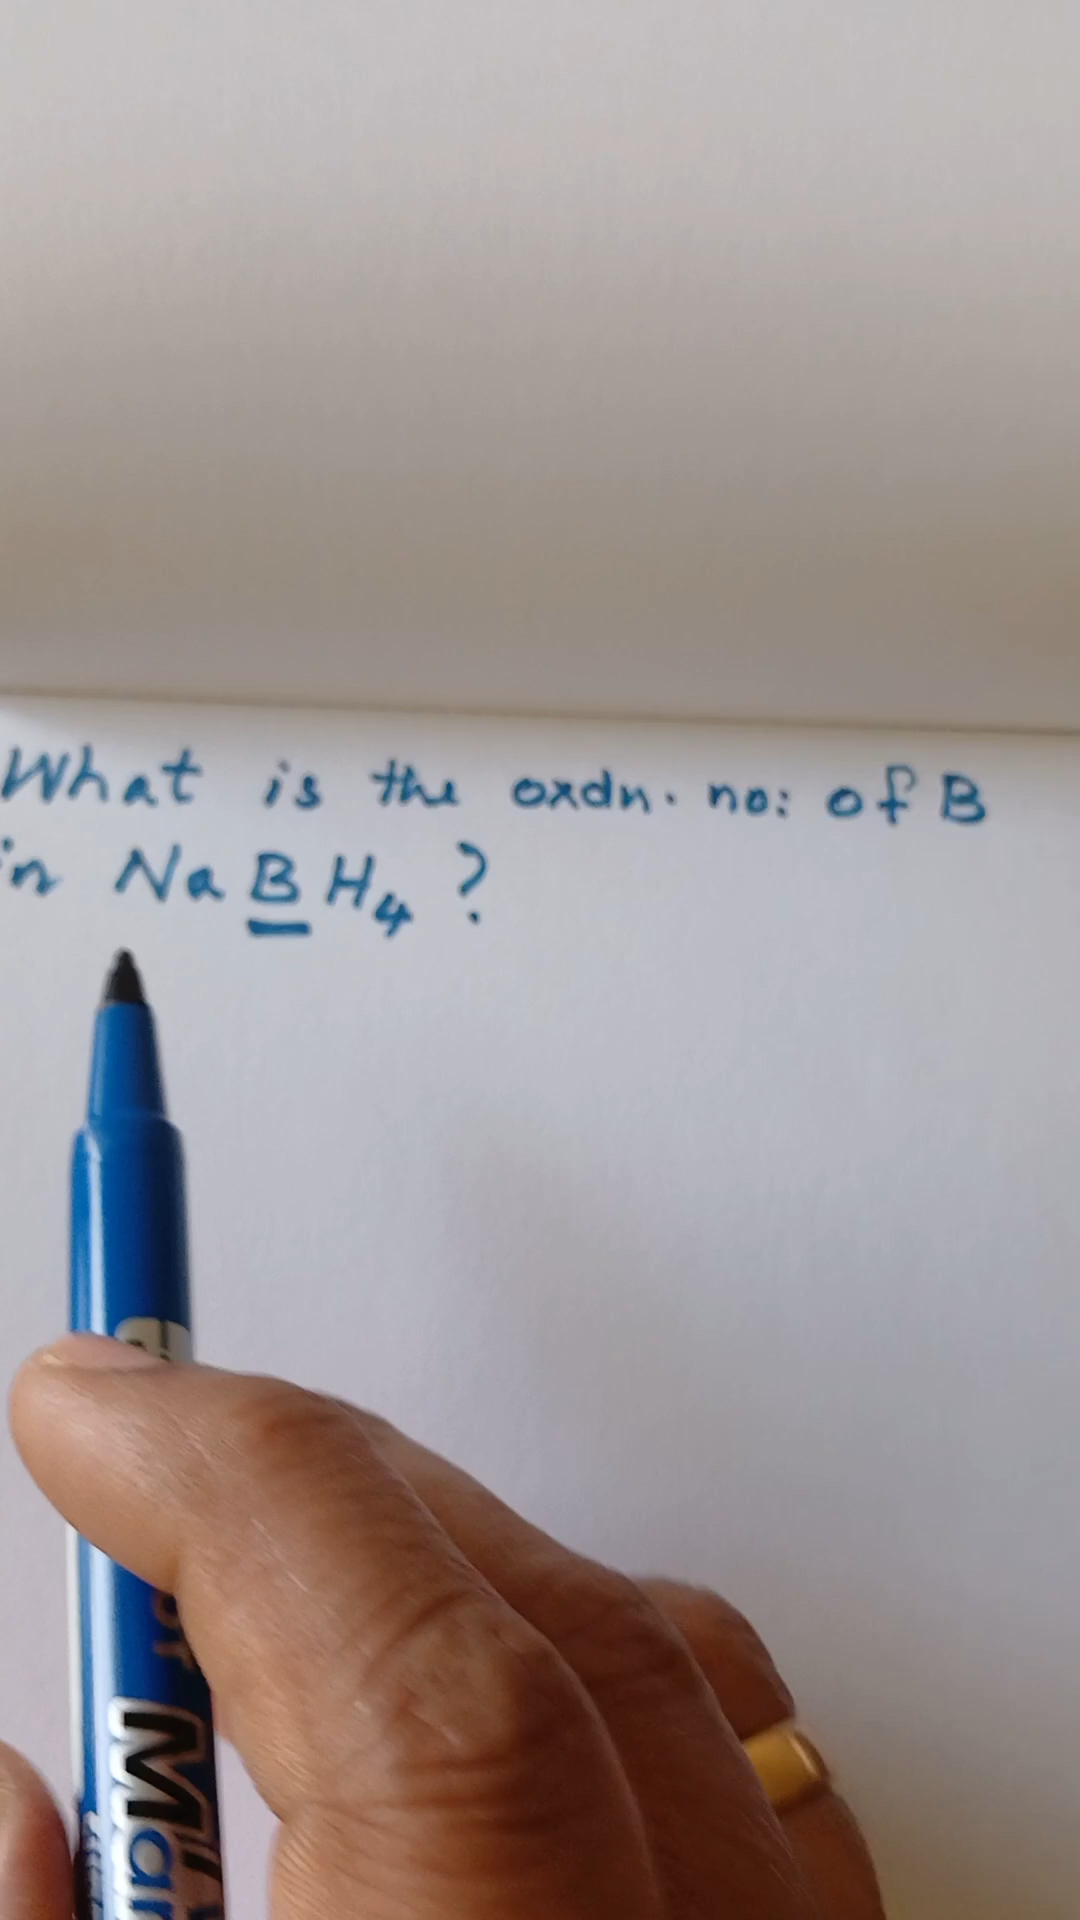 What is the oxdn. no: of B
in NaBH₄ ?